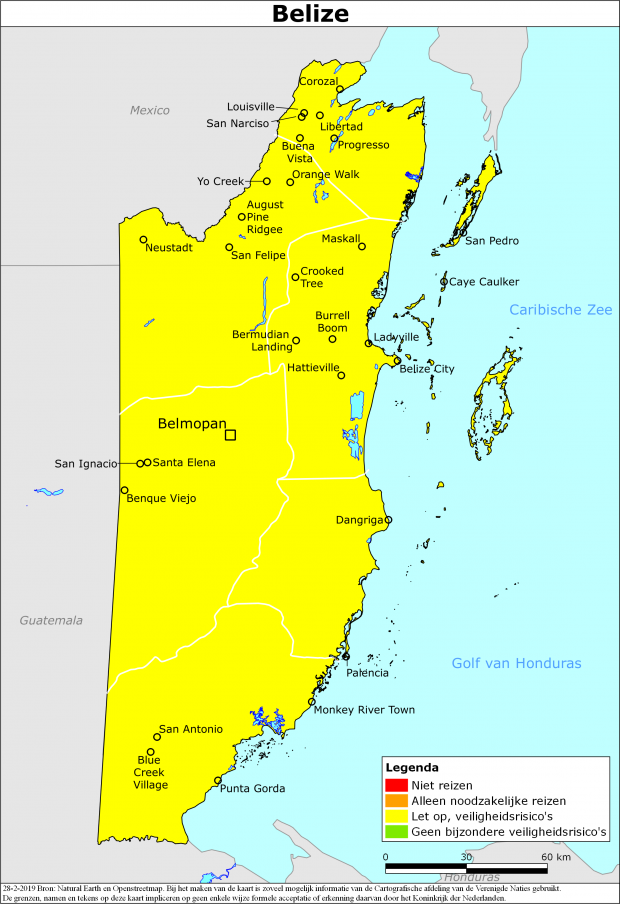 Belize
Mexico
Corozal
Louisville
San Narciso
Libertad
Buena
Vista
Progresso
Yo Creek
Orange Walk
August
Pine
Ridgee
Neustadt
San Felipe
Maskall
San Pedro
Crooked
Tree
Caye Caulker
Caribische Zee
Burrell
Boom
Bermudian
Landing
Ladyville
Belize City
Hattieville
Belmopan
San Ignacio
Santa Elena
Benque Viejo
Dangriga
Guatemala
Golf van Honduras
Palencia
Monkey River Town
San Antonio
Blue
Creek
Village
Punta Gorda
Legenda
Niet reizen
Alleen noodzakelijke reizen
Let op, veiligheidsrisico's
Geen bijzondere veiligheidsrisico's
0 30 60 km
Honduras
28-2-2019 Bron: Natural Earth en Openstreetmap. Bij het maken van de kaart is zoveel mogelijk informatie van de Cartografische afdeling van de Verenigde Naties gebruikt.
De grenzen, namen en tekens op deze kaart impliceren op geen enkele wijze formele acceptatie of erkenning daarvan door het Koninkrijk der Nederlanden.